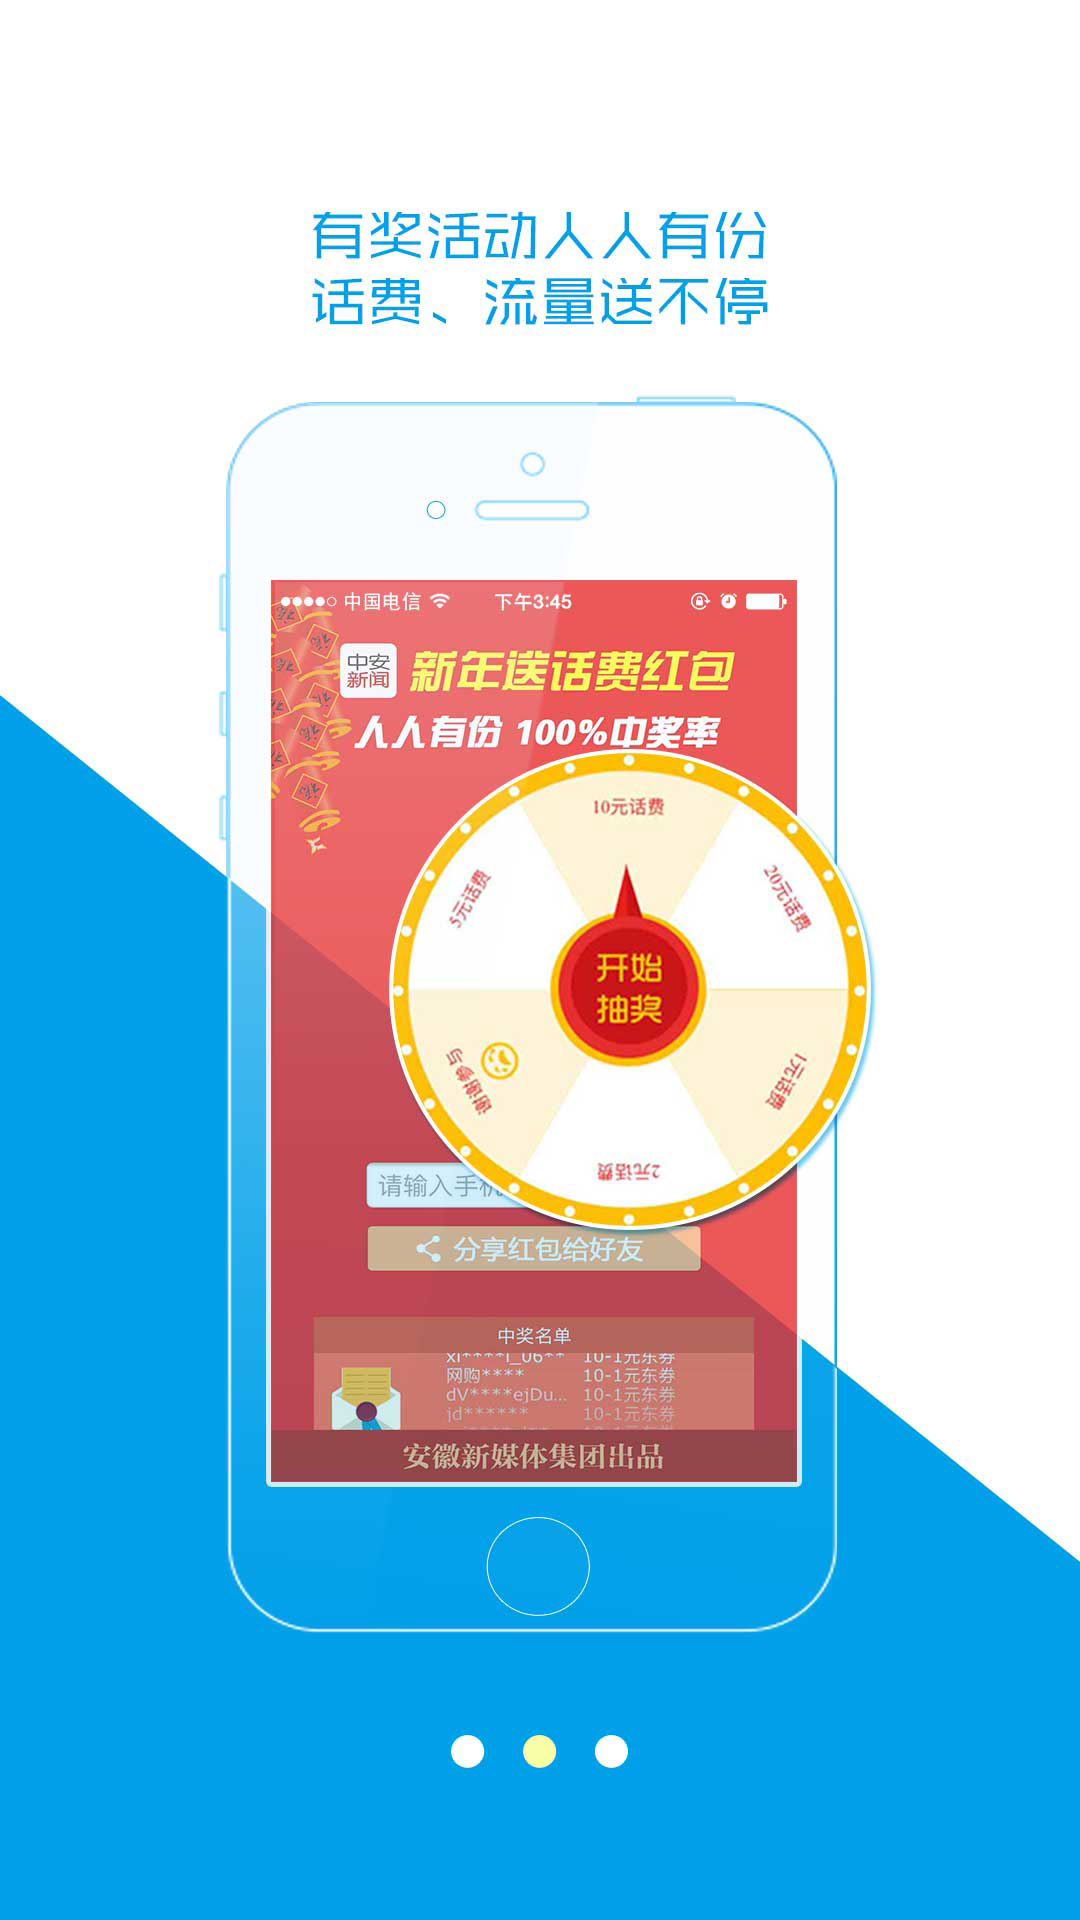 有奖活动人人有份
话费、流量送不停
中国电信
下午3:45
中安
新闻
新年送话费红包
人人有份 100%中奖率
10元话费
20元话费
5元话费
开始
抽奖
谢谢参与
1元话费
2元话费
请输入手机
分享红包给好友
中奖名单
xl****l_06** 10-1元东券
网购**** 10-1元东券
dV****ejDu... 10-1元东券
jd****** 10-1元东券
安徽新媒体集团出品